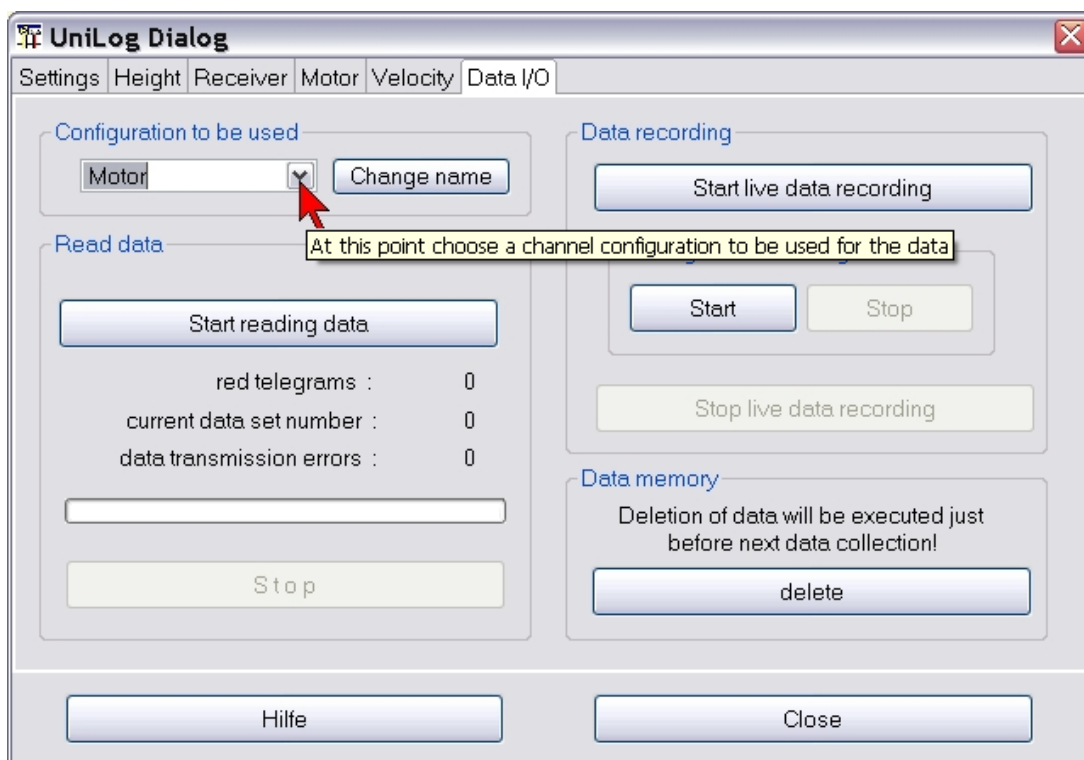 UniLog Dialog
Settings Height Receiver Motor Velocity Data I/O
Configuration to be used
Motor
Change name
At this point choose a channel configuration to be used for the data
Read data
Start reading data
red telegrams : 0
current data set number : 0
data transmission errors : 0
Stop
Data recording
Start live data recording
Start
Stop
Stop live data recording
Data memory
Deletion of data will be executed just
before next data collection!
delete
Hilfe
Close